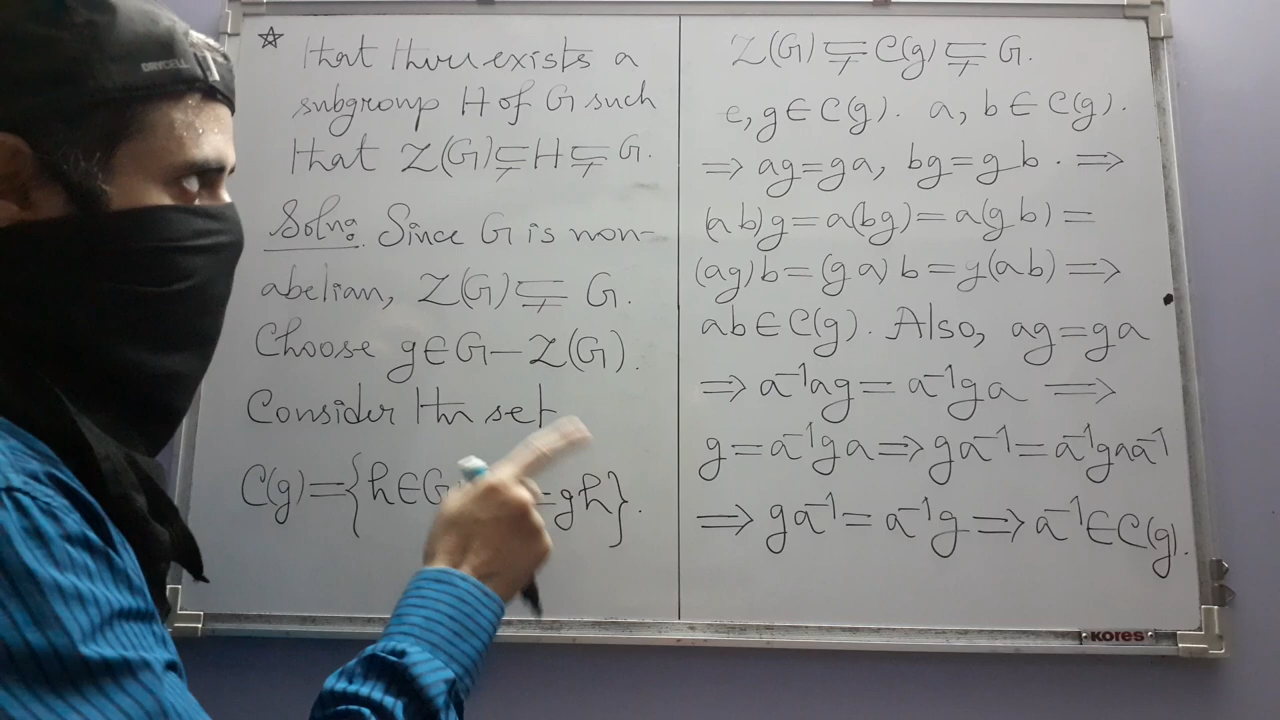 ☆ that there exists a
subgroup H of G such
that Z(G)⊊H⊊G.
Soln: Since G is non-
abelian, Z(G)⊊ G.
Choose g∈G-Z(G).
Consider the set
C(g)={h∈G =gh}.
Z(G)⊊C(g)⊊G.
e,g∈C(g). a, b∈C(g).
⇒ag=ga, bg=gb.⇒
(ab)g=a(bg)=a(gb)=
(ag)b=(ga)b=g(ab)⇒
ab∈C(g). Also, ag=ga
⇒a⁻¹ag=a⁻¹ga⇒
g=a⁻¹ga⇒ga⁻¹=a⁻¹gaa⁻¹
⇒ga⁻¹=a⁻¹g⇒a⁻¹∈C(g).
DRYCELL
KORES